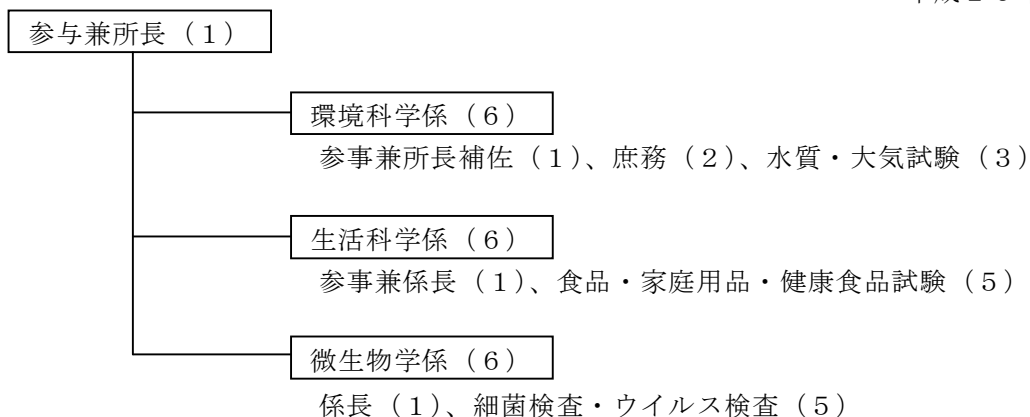 参与兼所長（１）
環境科学係（６）
参事兼所長補佐（１）、庶務（２）、水質・大気試験（３）
生活科学係（６）
参事兼係長（１）、食品・家庭用品・健康食品試験（５）
微生物学係（６）
係長（１）、細菌検査・ウイルス検査（５）